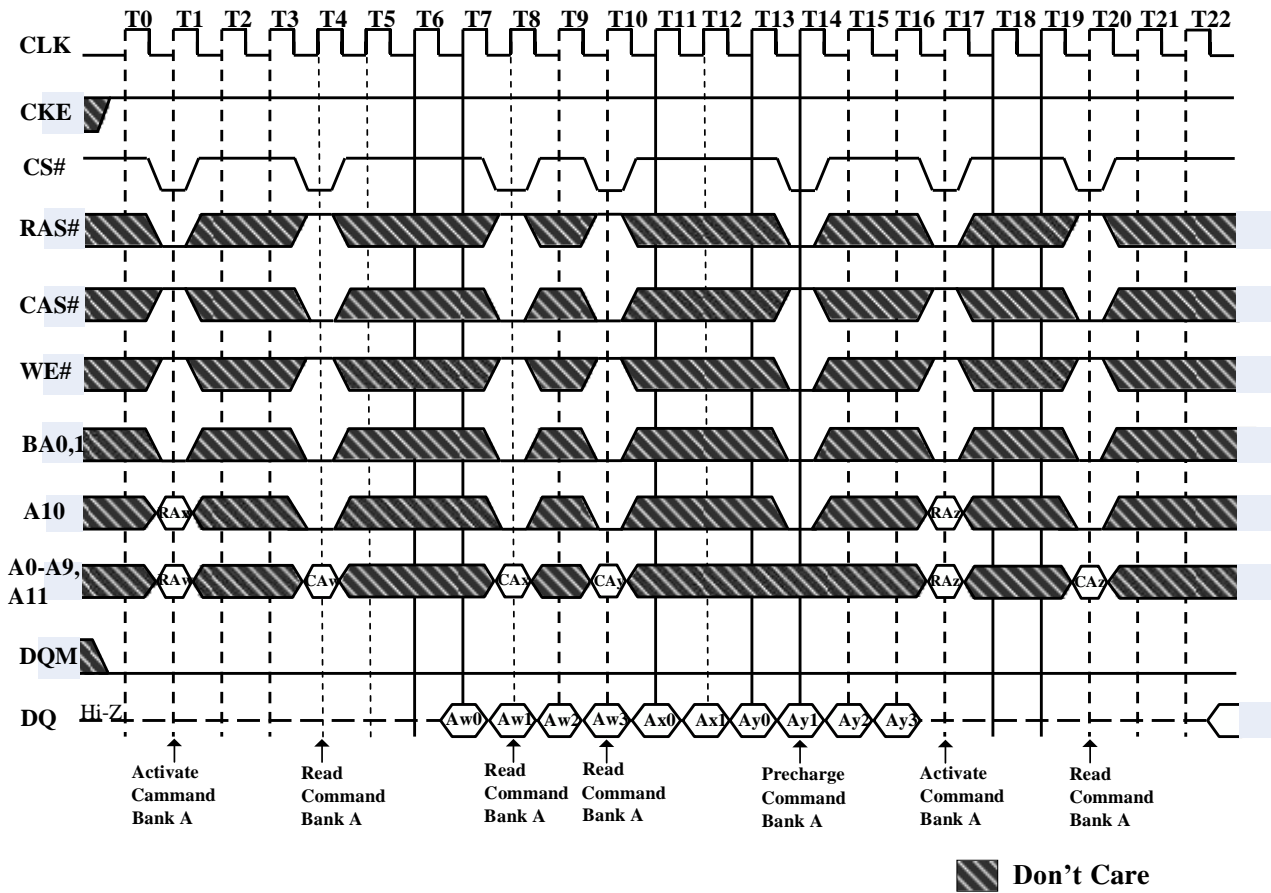 T0 T1 T2 T3 T4 T5 T6 T7 T8 T9 T10 T11 T12 T13 T14 T15 T16 T17 T18 T19 T20 T21 T22
CLK
CKE
CS#
RAS#
CAS#
WE#
BA0,1
A10
RAx
RAz
A0-A9,
A11
RAw
CAw
CAx
CAy
RAz
CAz
DQM
DQ
Hi-Z
Aw0
Aw1
Aw2
Aw3
Ax0
Ax1
Ay0
Ay1
Ay2
Ay3
Activate
Cammand
Bank A
Read
Command
Bank A
Read
Command
Bank A
Read
Command
Bank A
Precharge
Command
Bank A
Activate
Command
Bank A
Read
Command
Bank A
Don't Care